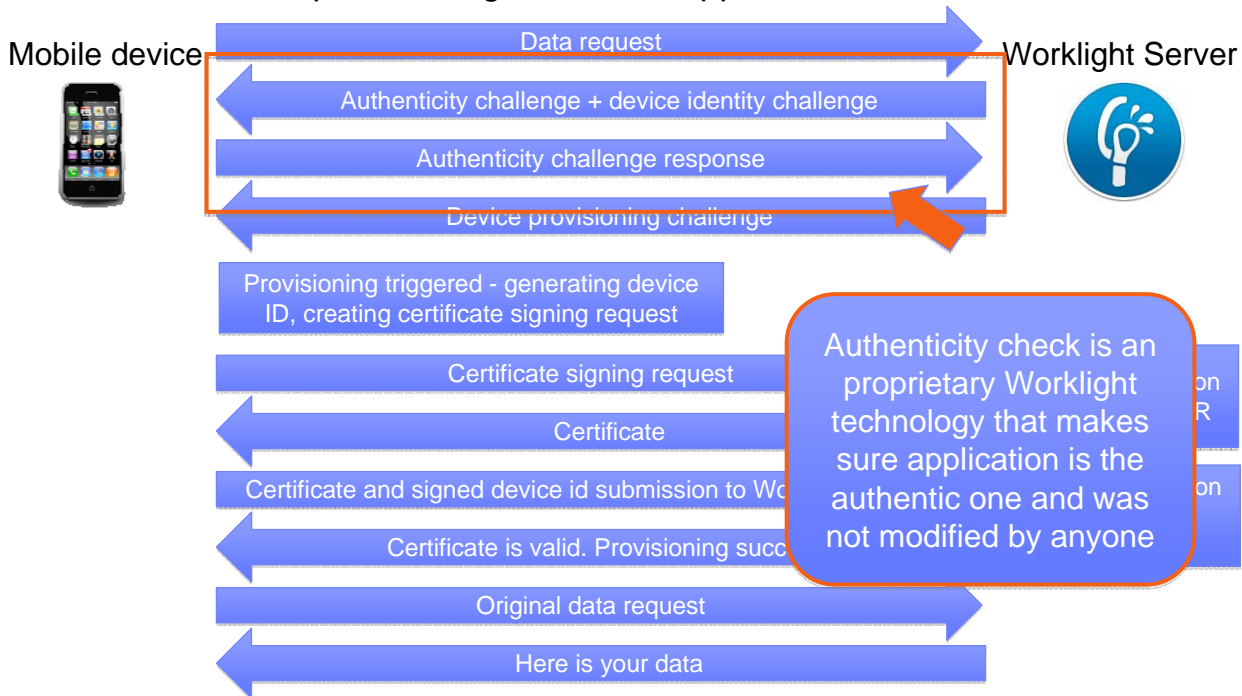 Data request
Mobile device
Worklight Server
Authenticity challenge + device identity challenge
Authenticity challenge response
Device provisioning challenge
Provisioning triggered - generating device
ID, creating certificate signing request
Certificate signing request
on
R
Certificate
Certificate and signed device id submission to Wo
on
Certificate is valid. Provisioning succ
Authenticity check is an
proprietary Worklight
technology that makes
sure application is the
authentic one and was
not modified by anyone
Original data request
Here is your data